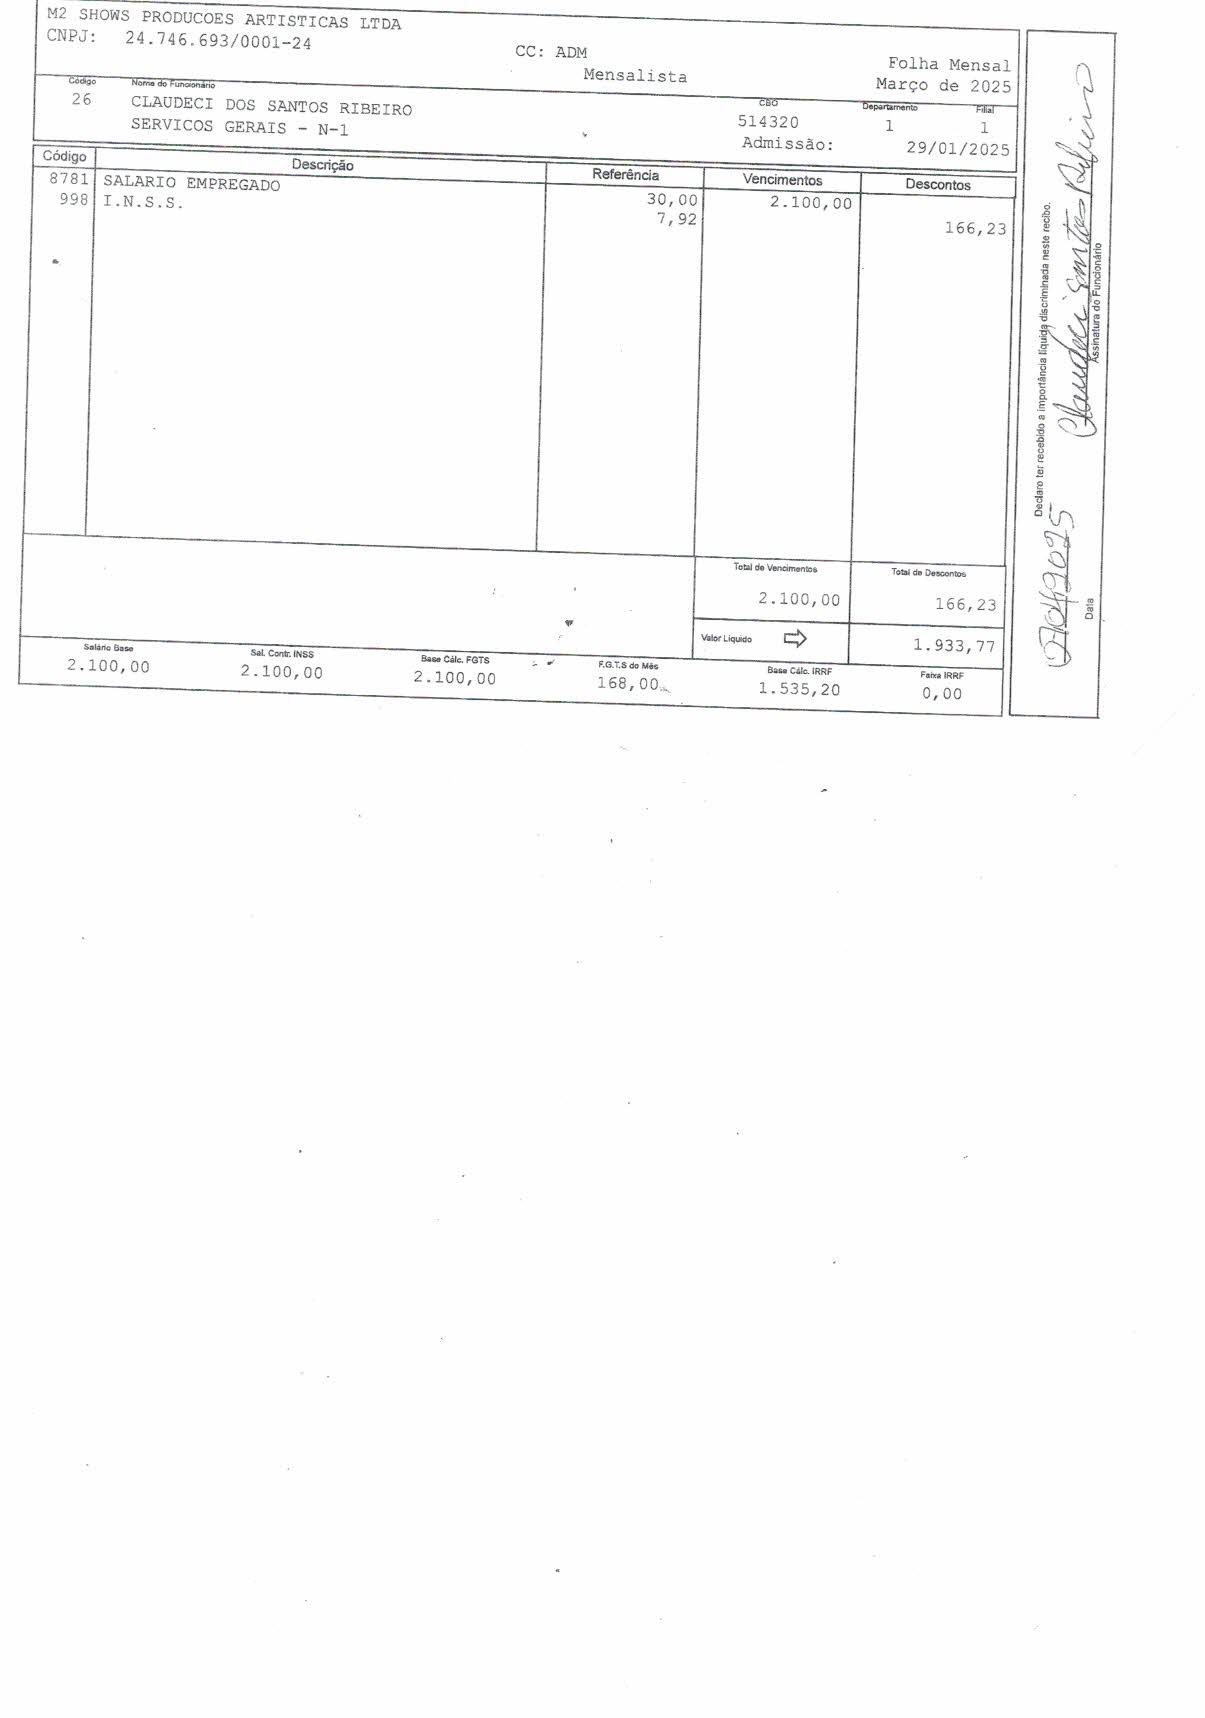 M2 SHOWS PRODUCOES ARTISTICAS LTDA
CNPJ: 24.746.693/0001-24
CC: ADM
Mensalista
Folha Mensal
Março de 2025
Código Nome do Funcionário CBO Departamento Filial
26 CLAUDECI DOS SANTOS RIBEIRO 514320 1 1
SERVICOS GERAIS - N-1 Admissão: 29/01/2025
Código Descrição Referência Vencimentos Descontos
8781 SALARIO EMPREGADO 30,00 2.100,00
998 I.N.S.S. 7,92 166,23
Total de Vencimentos Total de Descontos
2.100,00 166,23
Valor Líquido 1.933,77
Salário Base Sal. Contr. INSS Base Cálc. FGTS F.G.T.S do Mês Base Cálc. IRRF Faixa IRRF
2.100,00 2.100,00 2.100,00 168,00 1.535,20 0,00
Declaro ter recebido a importância líquida discriminada neste recibo.
Claudeci Santos Ribeiro
Data Assinatura do Funcionário